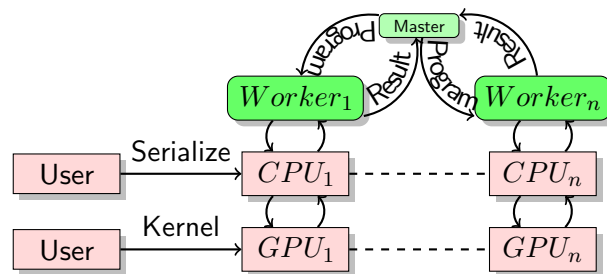 Master
Program Result Program Result
Worker₁ Workerₙ
Serialize
User CPU₁ CPUₙ
Kernel
User GPU₁ GPUₙ